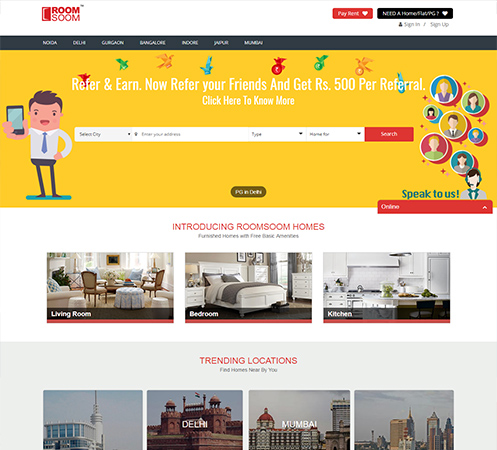 ROOM
SOOM
TM
Pay Rent
NEED A Home/Flat/PG ?
Sign In / Sign Up
NOIDA DELHI GURGAON BANGALORE INDORE JAIPUR MUMBAI
Refer & Earn. Now Refer your Friends And Get Rs. 500 Per Referral.
Click Here To Know More
Select City Enter your address Type Home for Search
PG in Delhi
Speak to us!
Online
INTRODUCING ROOMSOOM HOMES
Furnished Homes with Free Basic Amenities
Living Room Bedroom Kitchen
TRENDING LOCATIONS
Find Homes Near By You
DELHI MUMBAI